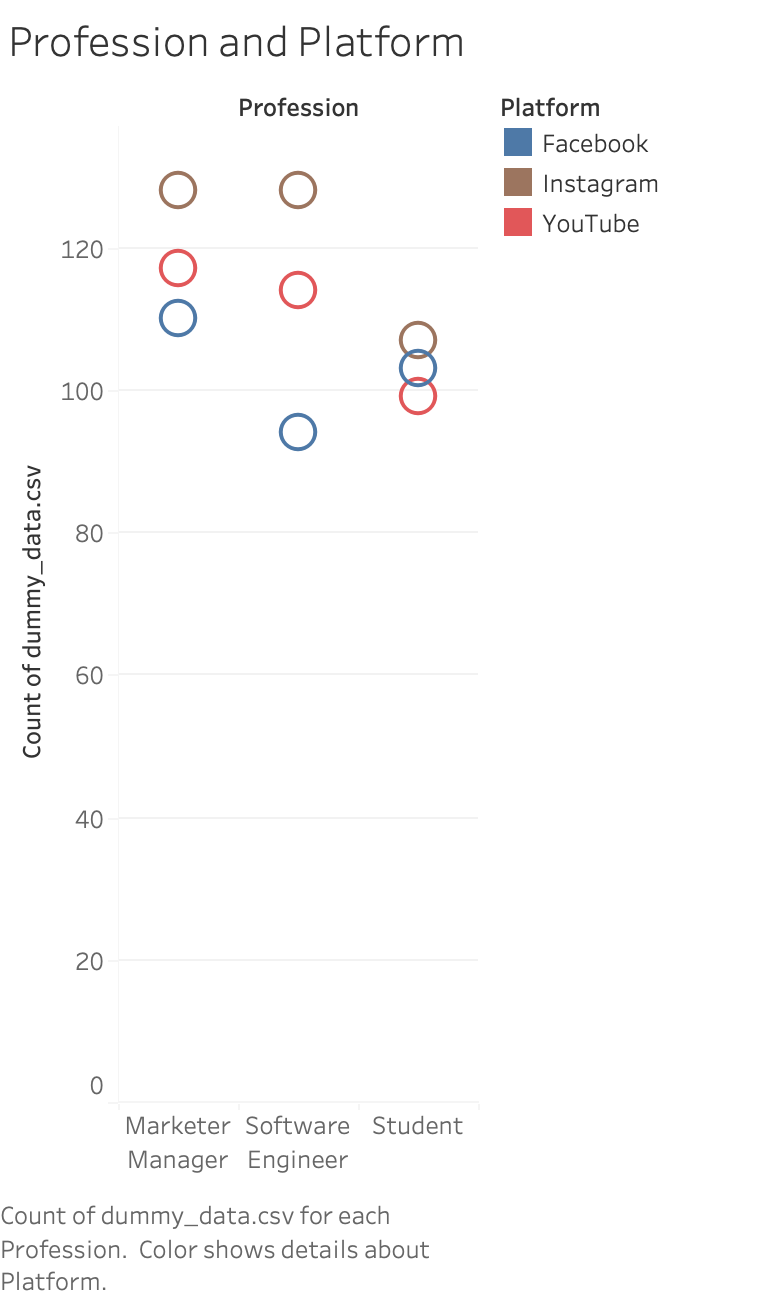 Profession and Platform
Profession
Platform
Facebook
Instagram
YouTube
120
100
80
60
40
20
0
Count of dummy_data.csv
Marketer Manager
Software Engineer
Student
Count of dummy_data.csv for each
Profession.  Color shows details about
Platform.